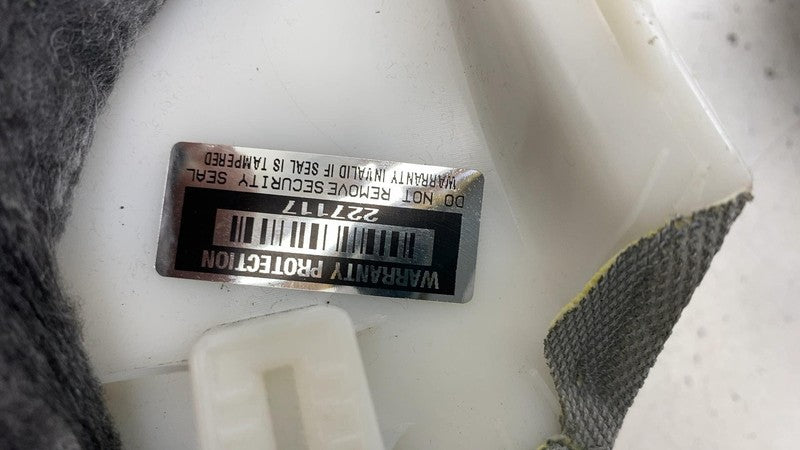 WARRANTY PROTECTION
227117
DO NOT REMOVE SECURITY SEAL
WARRANTY INVALID IF SEAL IS TAMPERED